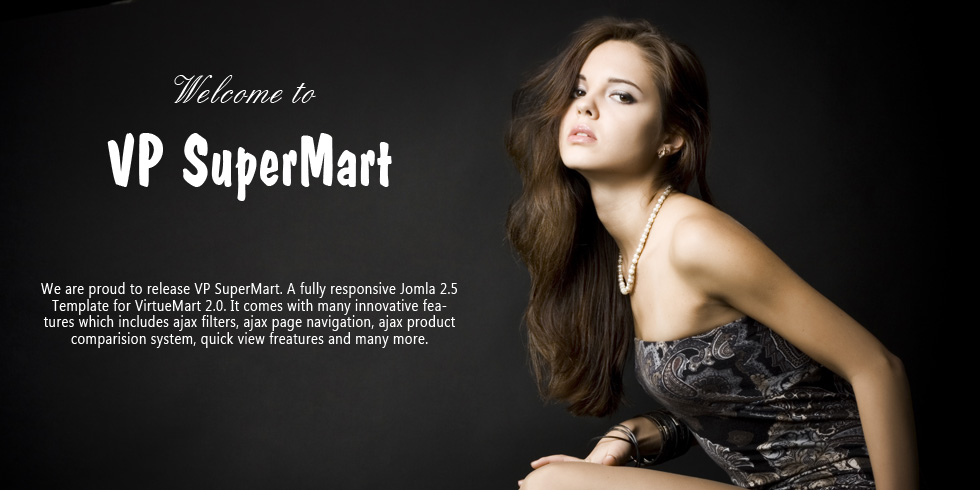 Welcome to
VP SuperMart
We are proud to release VP SuperMart. A fully responsive Jomla 2.5
Template for VirtueMart 2.0. It comes with many innovative fea-
tures which includes ajax filters, ajax page navigation, ajax product
comparision system, quick view freatures and many more.